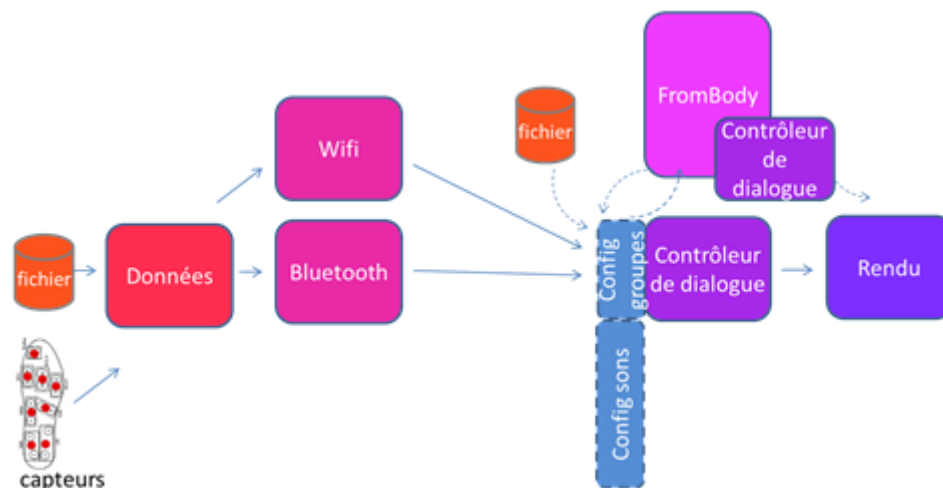 FromBody
fichier
Contrôleur
de
dialogue
Wifi
fichier
Données
Bluetooth
Config
groupes
Contrôleur
de dialogue
Rendu
Config sons
capteurs